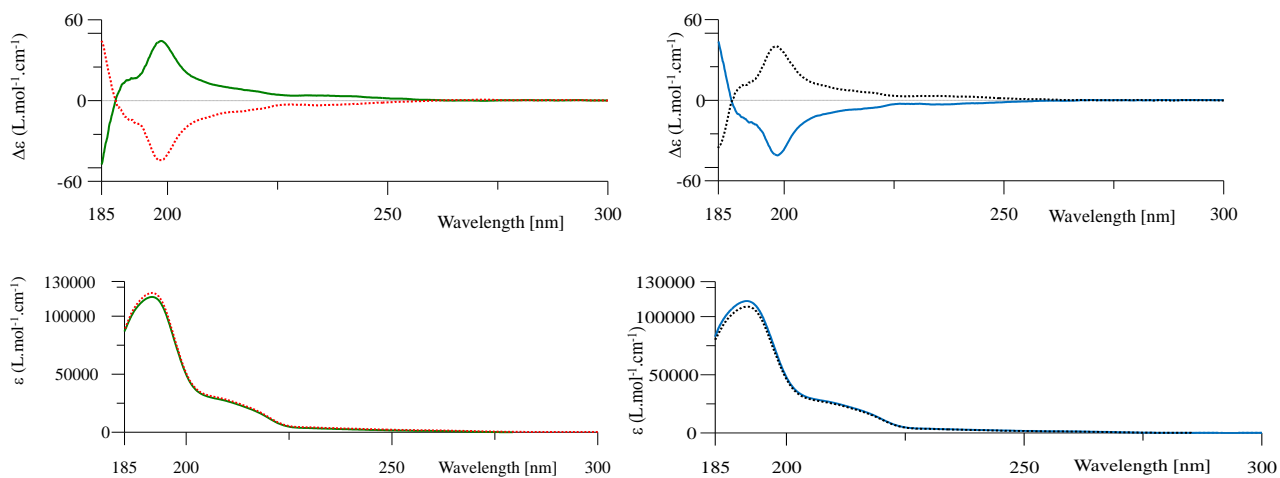 60
0
-60
Δε (L.mol⁻¹.cm⁻¹)
185 200 250 300
Wavelength [nm]
60
0
-60
Δε (L.mol⁻¹.cm⁻¹)
185 200 250 300
Wavelength [nm]
130000
100000
50000
0
ε (L.mol⁻¹.cm⁻¹)
185 200 250 300
Wavelength [nm]
130000
100000
50000
0
ε (L.mol⁻¹.cm⁻¹)
185 200 250 300
Wavelength [nm]